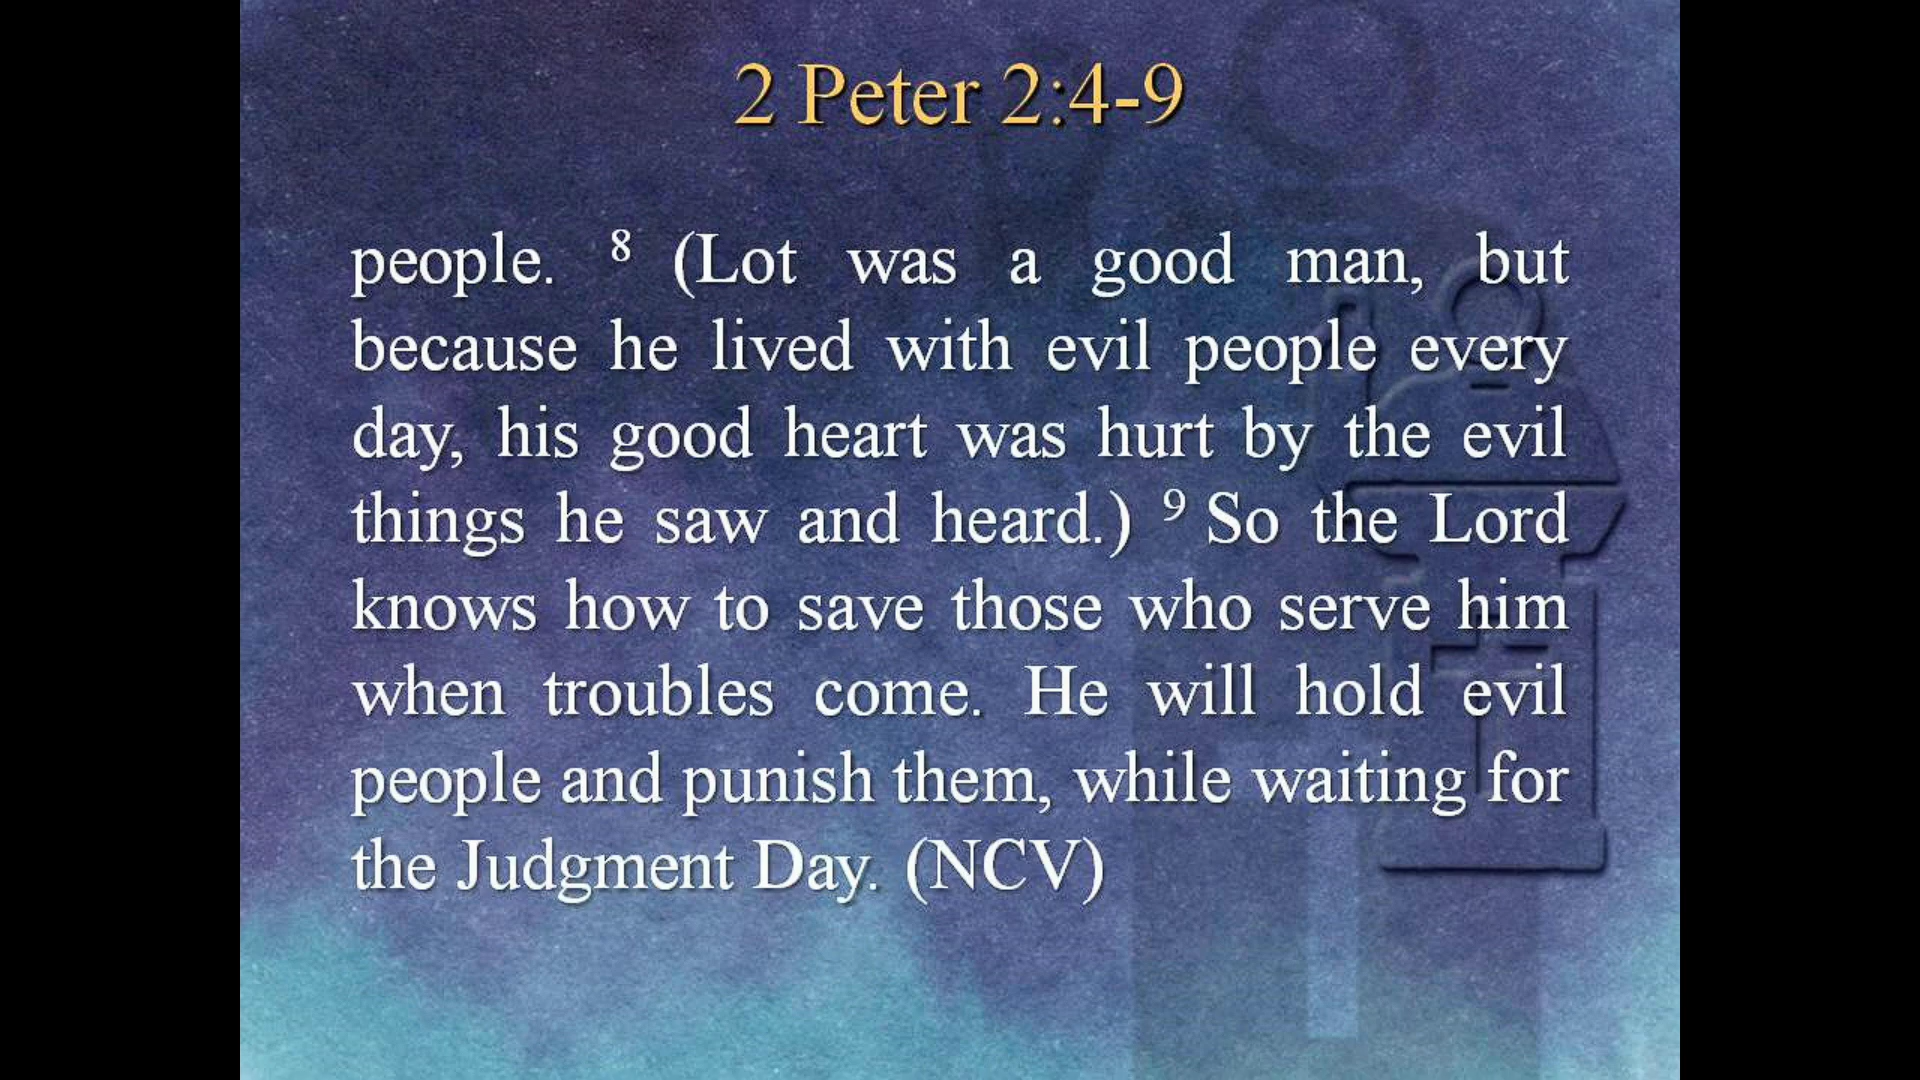 2 Peter 2:4-9
people. 8 (Lot was a good man, but
because he lived with evil people every
day, his good heart was hurt by the evil
things he saw and heard.) 9 So the Lord
knows how to save those who serve him
when troubles come. He will hold evil
people and punish them, while waiting for
the Judgment Day. (NCV)